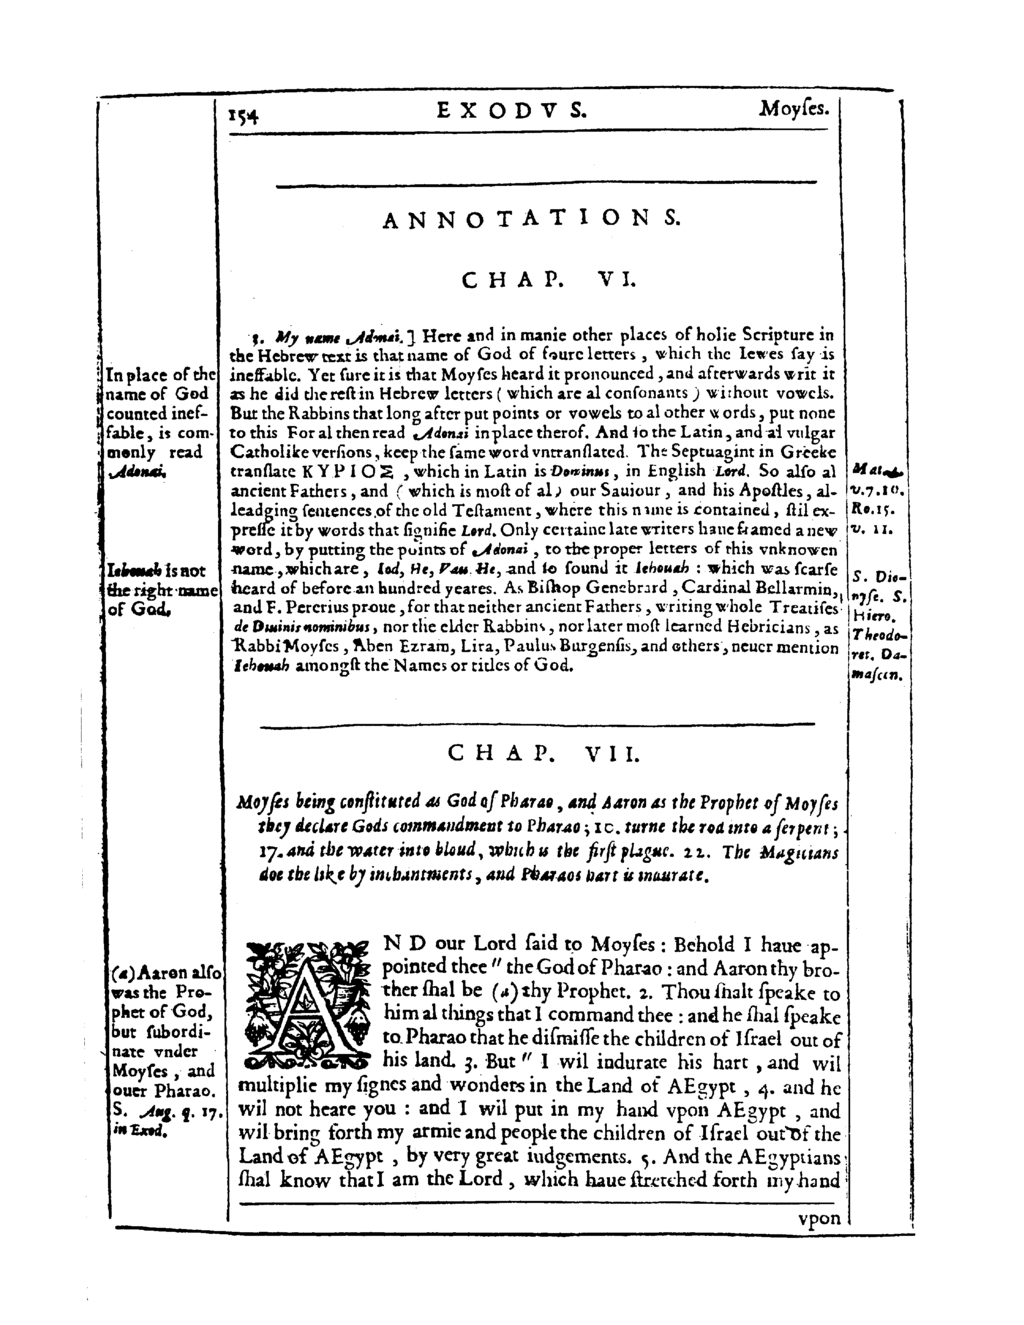 154 EXODVS. Moyſes.
ANNOTATIONS.
CHAP. VI.
3. My name Adonai.] Here and in manie other places of holie Scripture in
the Hebrew text is that name of God of foure letters, which the Iewes ſay is
ineffable. Yet ſure it is that Moyſes heard it pronounced, and afterwards writ it
as he did the reſt in Hebrew letters (which are al conſonants) without vowels.
But the Rabbins that long after put points or vowels to al other words, put none
to this For al then read Adonai in place therof. And ſo the Latin, and al vulgar
Catholike verſions, keep the ſame word vntranſlated. The Septuagint in Greeke
tranſlate ΚΥΡΙΟΣ, which in Latin is Dominus, in Engliſh Lord. So alſo al
ancient Fathers, and (which is moſt of al) our Sauiour, and his Apoſtles, al-
leadging ſentences of the old Teſtament, where this name is contained, ſtil ex-
preſſe it by words that ſignifie Lord. Only certaine late writers haue framed a new
word, by putting the points of Adonai, to the proper letters of this vnknowen
name, which are, Iod, He, Vau. He, and ſo found it Iehouah : which was ſcarſe
heard of before an hundred yeares. As Biſhop Genebrard, Cardinal Bellarmin,
and F. Pererius proue, for that neither ancient Fathers, writing whole Treatiſes
de Diuinis nominibus, nor the elder Rabbins, nor later moſt learned Hebricians, as
Rabbi Moyſes, Aben Ezram, Lira, Paulus Burgenſis, and others, neuer mention
Iehouah amongſt the Names or titles of God.
In place of the
name of God
counted inef-
fable, is com-
monly read
Adonai.
Iehouah is not
the right name
of God.
v.7.10.
Ro.15.
v. 11.
S. Dio-
nyſe. S.
Hiero.
Theodo-
ret. Da-
maſcen.
CHAP. VII.
Moyſes being conſtituted as God of Pharao, and Aaron as the Prophet of Moyſes
they declare Gods commandment to Pharao; 10. turne the rod into a ſerpent;
17. and the water into bloud, which is the firſt plague. 22. The Magicians
doe the like by inchantments, and Pharaos hart is indurate.
AND our Lord ſaid to Moyſes : Behold I haue ap-
pointed thee " the God of Pharao : and Aaron thy bro-
ther ſhal be (a) thy Prophet. 2. Thou ſhalt ſpeake to
him al things that I command thee : and he ſhal ſpeake
to Pharao that he diſmiſſe the children of Iſrael out of
his land. 3. But " I wil indurate his hart, and wil
multiplie my ſignes and wonders in the Land of AEgypt, 4. and he
wil not heare you : and I wil put in my hand vpon AEgypt, and
wil bring forth my armie and people the children of Iſrael out of the
Land of AEgypt, by very great iudgements. 5. And the AEgyptians
ſhal know that I am the Lord, which haue ſtretched forth my hand
vpon
(a) Aaron alſo
was the Pro-
phet of God,
but ſubordi-
nate vnder
Moyſes, and
ouer Pharao.
S. Aug. q. 17.
in Exod.